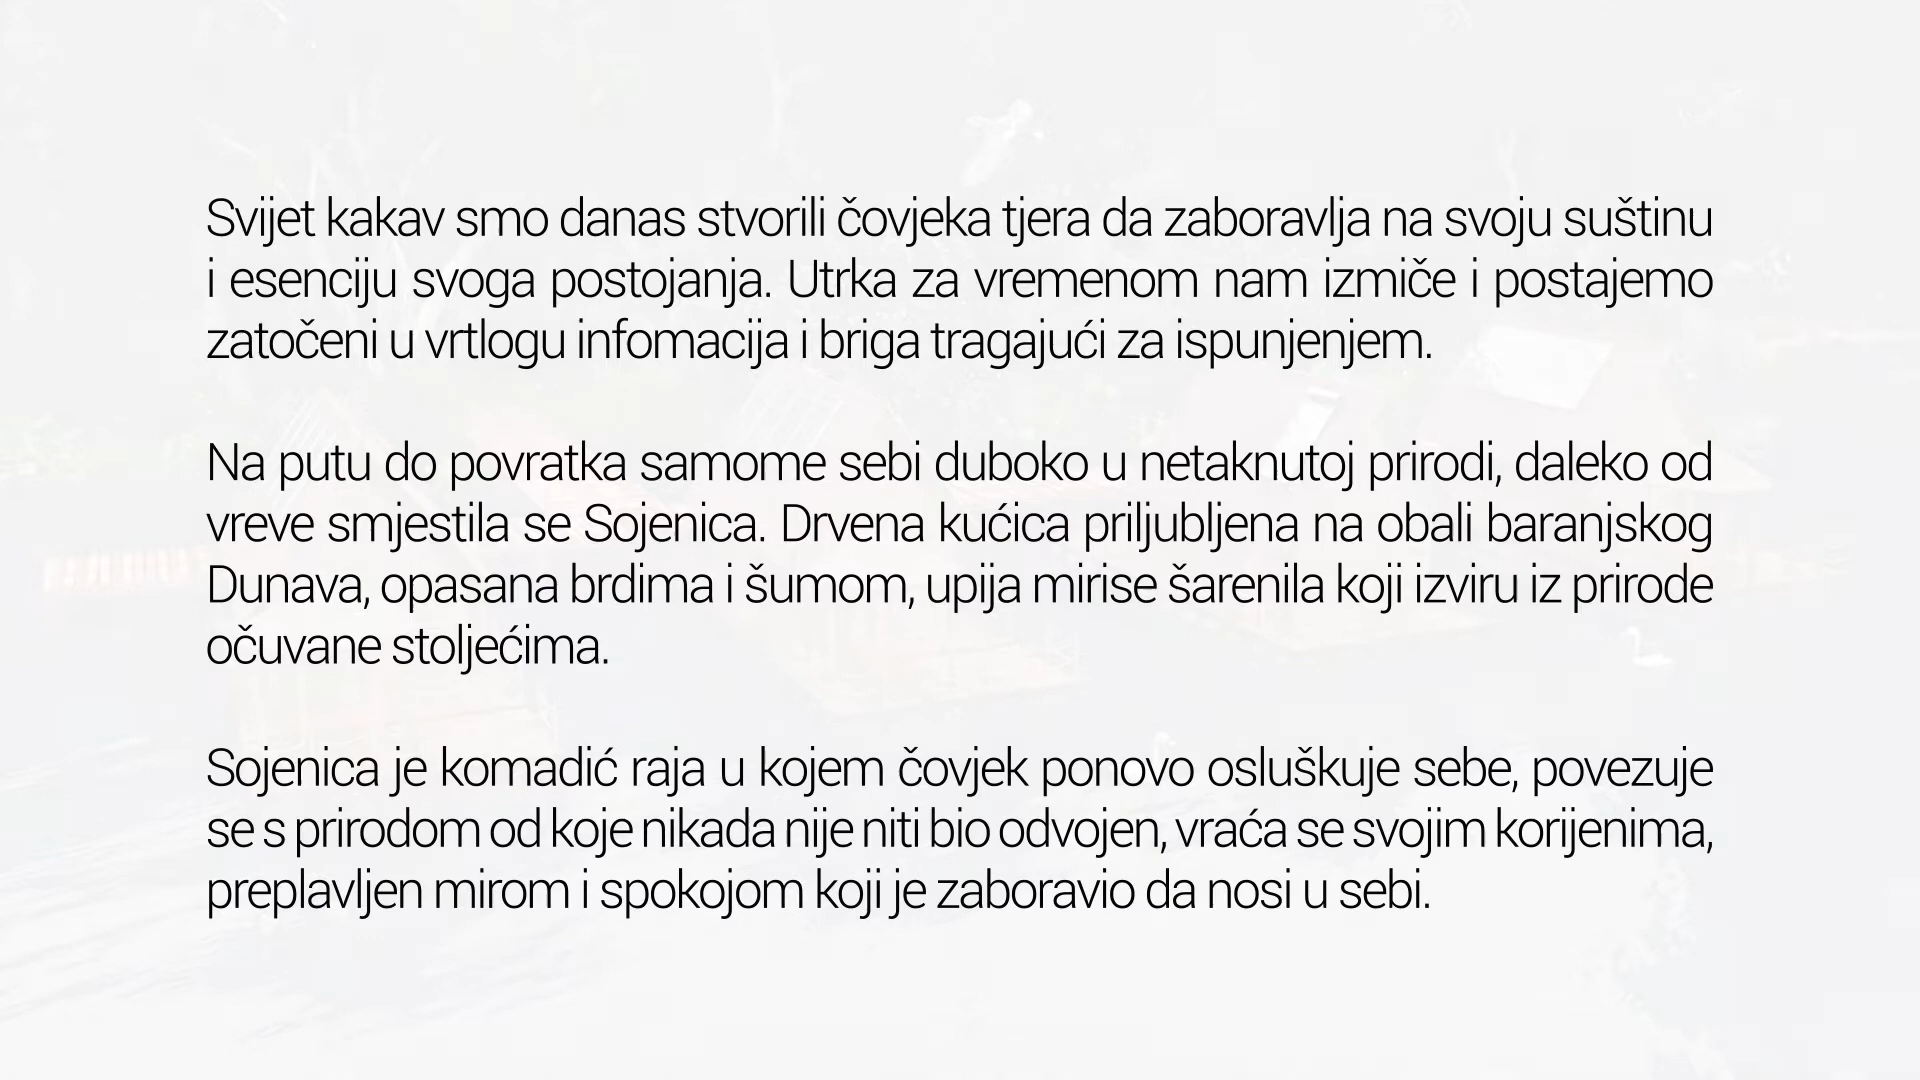 Svijet kakav smo danas stvorili čovjeka tjera da zaboravlja na svoju suštinu
i esenciju svoga postojanja. Utrka za vremenom nam izmiče i postajemo
zatočeni u vrtlogu infomacija i briga tragajući za ispunjenjem.
Na putu do povratka samome sebi duboko u netaknutoj prirodi, daleko od
vreve smjestila se Sojenica. Drvena kućica priljubljena na obali baranjskog
Dunava, opasana brdima i šumom, upija mirise šarenila koji izviru iz prirode
očuvane stoljećima.
Sojenica je komadić raja u kojem čovjek ponovo osluškuje sebe, povezuje
se s prirodom od koje nikada nije niti bio odvojen, vraća se svojim korijenima,
preplavljen mirom i spokojom koji je zaboravio da nosi u sebi.